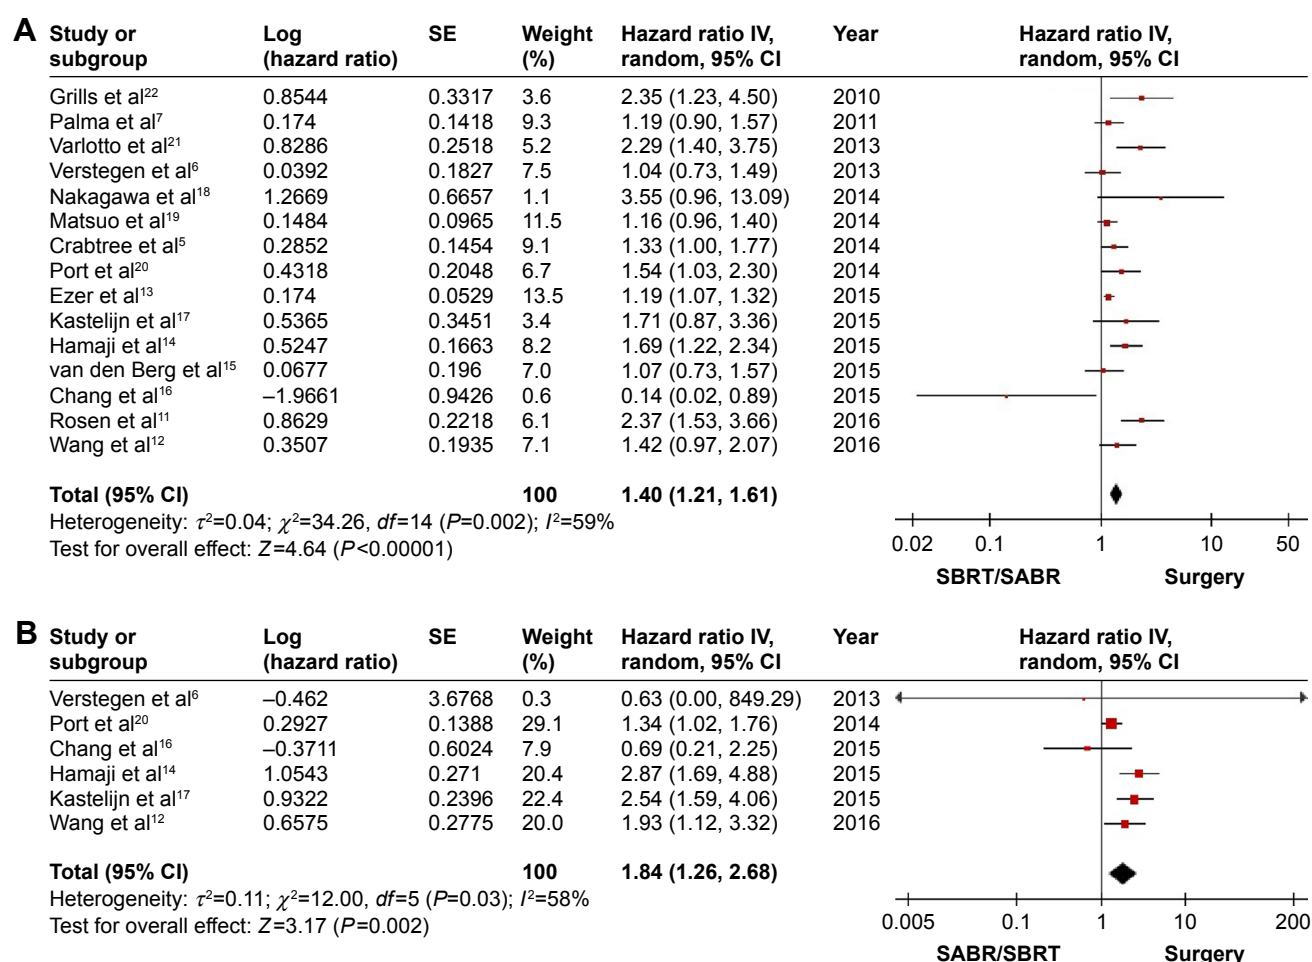 A Study or subgroup Log (hazard ratio) SE Weight (%) Hazard ratio IV, random, 95% CI Year Hazard ratio IV, random, 95% CI
Grills et al22 0.8544 0.3317 3.6 2.35 (1.23, 4.50) 2010
Palma et al7 0.174 0.1418 9.3 1.19 (0.90, 1.57) 2011
Varlotto et al21 0.8286 0.2518 5.2 2.29 (1.40, 3.75) 2013
Verstegen et al6 0.0392 0.1827 7.5 1.04 (0.73, 1.49) 2013
Nakagawa et al18 1.2669 0.6657 1.1 3.55 (0.96, 13.09) 2014
Matsuo et al19 0.1484 0.0965 11.5 1.16 (0.96, 1.40) 2014
Crabtree et al5 0.2852 0.1454 9.1 1.33 (1.00, 1.77) 2014
Port et al20 0.4318 0.2048 6.7 1.54 (1.03, 2.30) 2014
Ezer et al13 0.174 0.0529 13.5 1.19 (1.07, 1.32) 2015
Kastelijn et al17 0.5365 0.3451 3.4 1.71 (0.87, 3.36) 2015
Hamaji et al14 0.5247 0.1663 8.2 1.69 (1.22, 2.34) 2015
van den Berg et al15 0.0677 0.196 7.0 1.07 (0.73, 1.57) 2015
Chang et al16 –1.9661 0.9426 0.6 0.14 (0.02, 0.89) 2015
Rosen et al11 0.8629 0.2218 6.1 2.37 (1.53, 3.66) 2016
Wang et al12 0.3507 0.1935 7.1 1.42 (0.97, 2.07) 2016
Total (95% CI) 100 1.40 (1.21, 1.61)
Heterogeneity: τ2=0.04; χ2=34.26, df=14 (P=0.002); I2=59%
Test for overall effect: Z=4.64 (P<0.00001)
0.02 0.1 1 10 50
SBRT/SABR Surgery
B Study or subgroup Log (hazard ratio) SE Weight (%) Hazard ratio IV, random, 95% CI Year Hazard ratio IV, random, 95% CI
Verstegen et al6 –0.462 3.6768 0.3 0.63 (0.00, 849.29) 2013
Port et al20 0.2927 0.1388 29.1 1.34 (1.02, 1.76) 2014
Chang et al16 –0.3711 0.6024 7.9 0.69 (0.21, 2.25) 2015
Hamaji et al14 1.0543 0.271 20.4 2.87 (1.69, 4.88) 2015
Kastelijn et al17 0.9322 0.2396 22.4 2.54 (1.59, 4.06) 2015
Wang et al12 0.6575 0.2775 20.0 1.93 (1.12, 3.32) 2016
Total (95% CI) 100 1.84 (1.26, 2.68)
Heterogeneity: τ2=0.11; χ2=12.00, df=5 (P=0.03); I2=58%
Test for overall effect: Z=3.17 (P=0.002)
0.005 0.1 1 10 200
SABR/SBRT Surgery